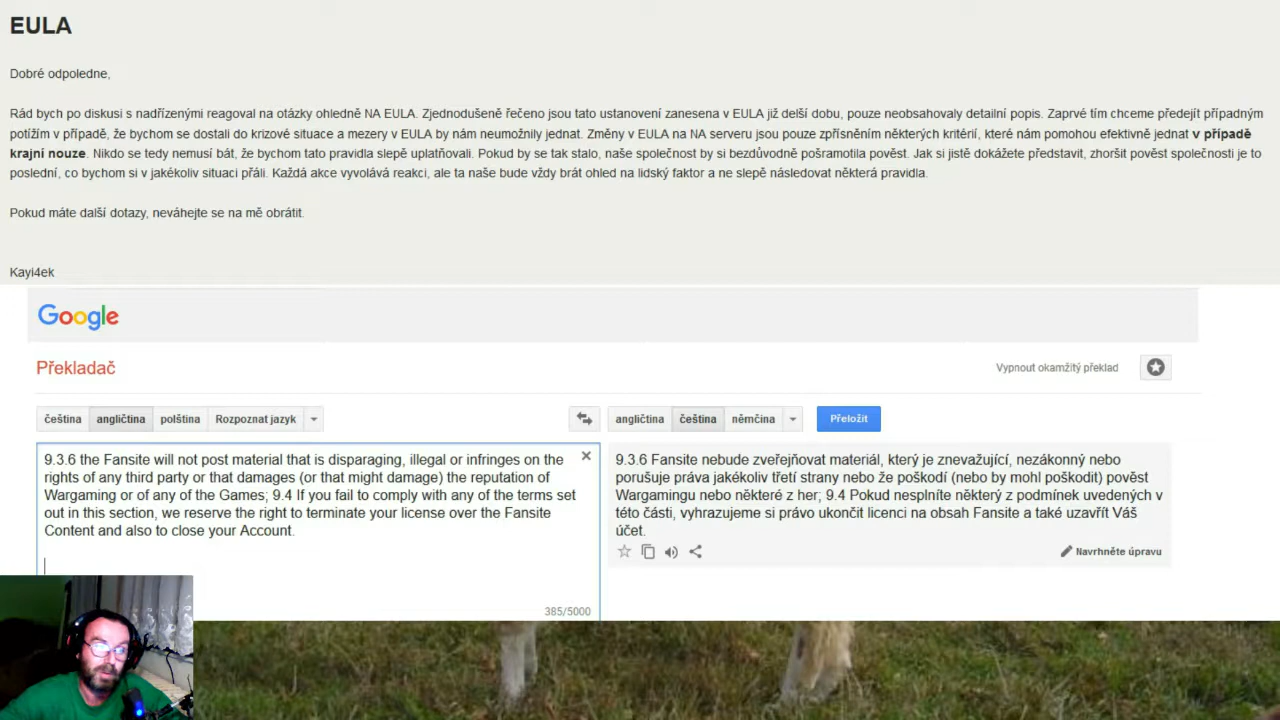 EULA
Dobré odpoledne,
Rád bych po diskusi s nadřízenými reagoval na otázky ohledně NA EULA. Zjednodušeně řečeno jsou tato ustanovení zanesena v EULA již delší dobu, pouze neobsahovaly detailní popis. Zaprvé tím chceme předejít případným
potížím v případě, že bychom se dostali do krizové situace a mezery v EULA by nám neumožnily jednat. Změny v EULA na NA serveru jsou pouze zpřísněním některých kritérií, které nám pomohou efektivně jednat v případě
krajní nouze. Nikdo se tedy nemusí bát, že bychom tato pravidla slepě uplatňovali. Pokud by se tak stalo, naše společnost by si bezdůvodně pošramotila pověst. Jak si jistě dokážete představit, zhoršit pověst společnosti je to
poslední, co bychom si v jakékoliv situaci přáli. Každá akce vyvolává reakci, ale ta naše bude vždy brát ohled na lidský faktor a ne slepě následovat některá pravidla.
Pokud máte další dotazy, neváhejte se na mě obrátit.
Kayi4ek
Google
Překladač
Vypnout okamžitý překlad
čeština angličtina polština Rozpoznat jazyk
angličtina čeština němčina Přeložit
9.3.6 the Fansite will not post material that is disparaging, illegal or infringes on the
rights of any third party or that damages (or that might damage) the reputation of
Wargaming or of any of the Games; 9.4 If you fail to comply with any of the terms set
out in this section, we reserve the right to terminate your license over the Fansite
Content and also to close your Account.
385/5000
9.3.6 Fansite nebude zveřejňovat materiál, který je znevažující, nezákonný nebo
porušuje práva jakékoliv třetí strany nebo že poškodí (nebo by mohl poškodit) pověst
Wargamingu nebo některé z her; 9.4 Pokud nesplníte některý z podmínek uvedených v
této části, vyhrazujeme si právo ukončit licenci na obsah Fansite a také uzavřít Váš
účet.
Navrhněte úpravu